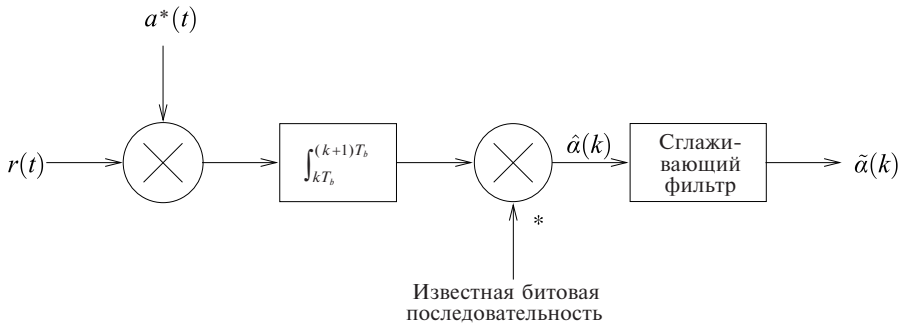 a*(t)
r(t)
∫_{kT_b}^{(k+1)T_b}
α̂(k)
Сглажи-
вающий
фильтр
α̃(k)
*
Известная битовая
последовательность